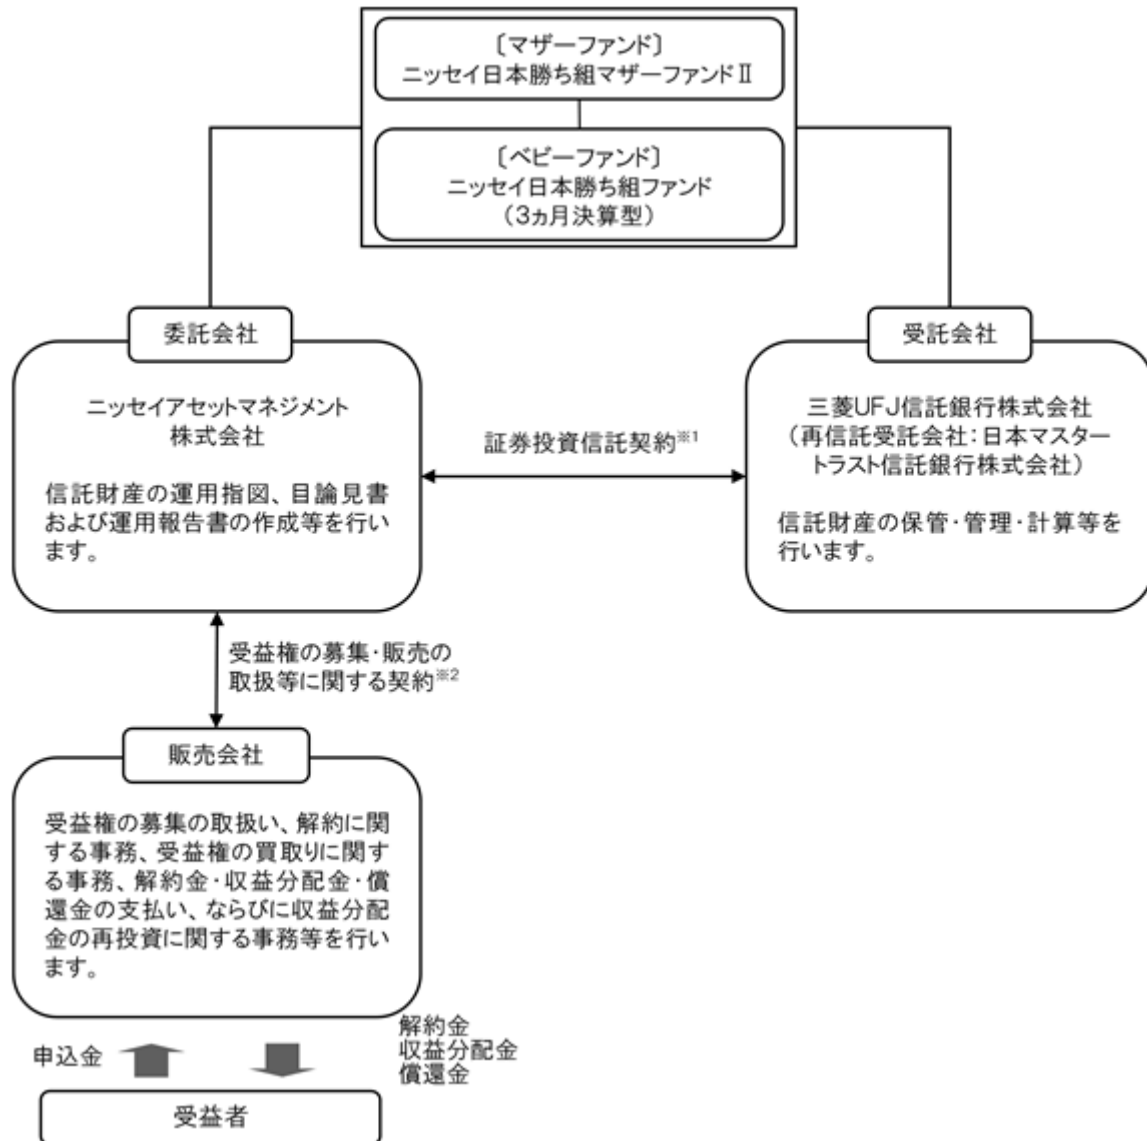 〔マザーファンド〕
ニッセイ日本勝ち組マザーファンドⅡ
〔ベビーファンド〕
ニッセイ日本勝ち組ファンド
（3ヵ月決算型）
委託会社
ニッセイアセットマネジメント
株式会社
信託財産の運用指図、目論見書
および運用報告書の作成等を行い
ます。
証券投資信託契約※1
受託会社
三菱UFJ信託銀行株式会社
（再信託受託会社：日本マスター
トラスト信託銀行株式会社）
信託財産の保管・管理・計算等を
行います。
受益権の募集・販売の
取扱等に関する契約※2
販売会社
受益権の募集の取扱い、解約に関
する事務、受益権の買取りに関す
る事務、解約金・収益分配金・償
還金の支払い、ならびに収益分配
金の再投資に関する事務等を行い
ます。
申込金
解約金
収益分配金
償還金
受益者